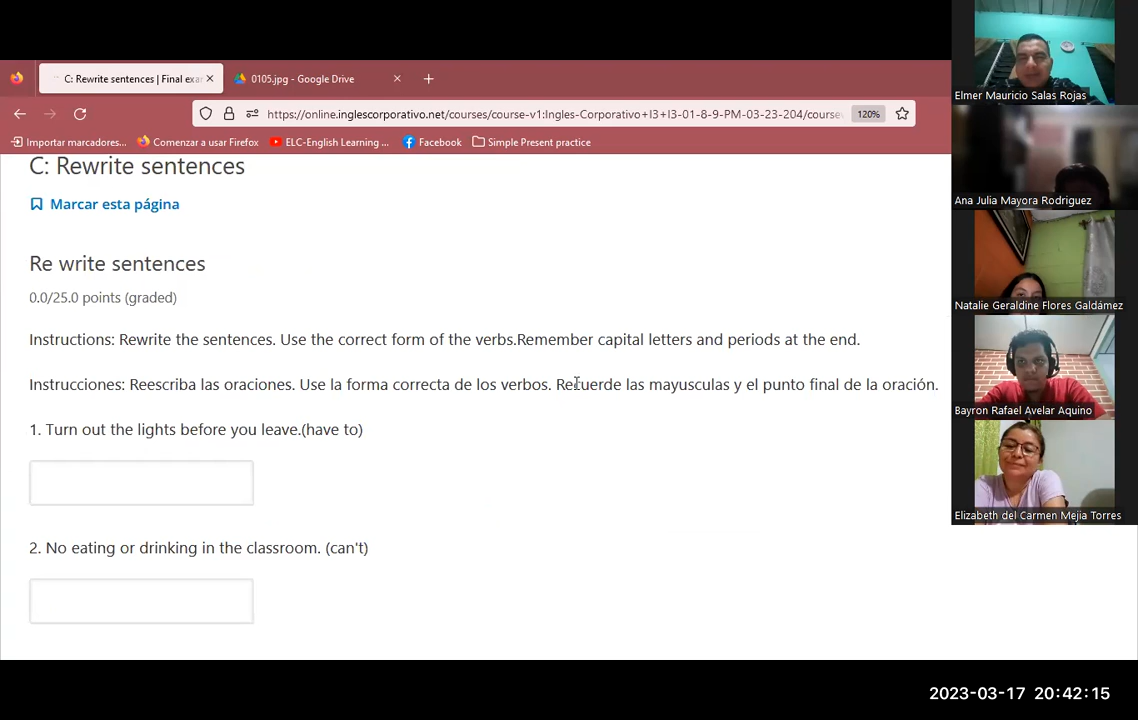 C: Rewrite sentences | Final exa
0105.jpg - Google Drive
https://online.inglescorporativo.net/courses/course-v1:Ingles-Corporativo+I3+I3-01-8-9-PM-03-23-204/course
120%
Importar marcadores...
Comenzar a usar Firefox
ELC-English Learning ...
Facebook
Simple Present practice
C: Rewrite sentences
Marcar esta página
Re write sentences
0.0/25.0 points (graded)
Instructions: Rewrite the sentences. Use the correct form of the verbs.Remember capital letters and periods at the end.
Instrucciones: Reescriba las oraciones. Use la forma correcta de los verbos. Recuerde las mayusculas y el punto final de la oración.
1. Turn out the lights before you leave.(have to)
2. No eating or drinking in the classroom. (can't)
Elmer Mauricio Salas Rojas
Ana Julia Mayora Rodriguez
Natalie Geraldine Flores Galdámez
Bayron Rafael Avelar Aquino
Elizabeth del Carmen Mejia Torres
2023-03-17 20:42:15